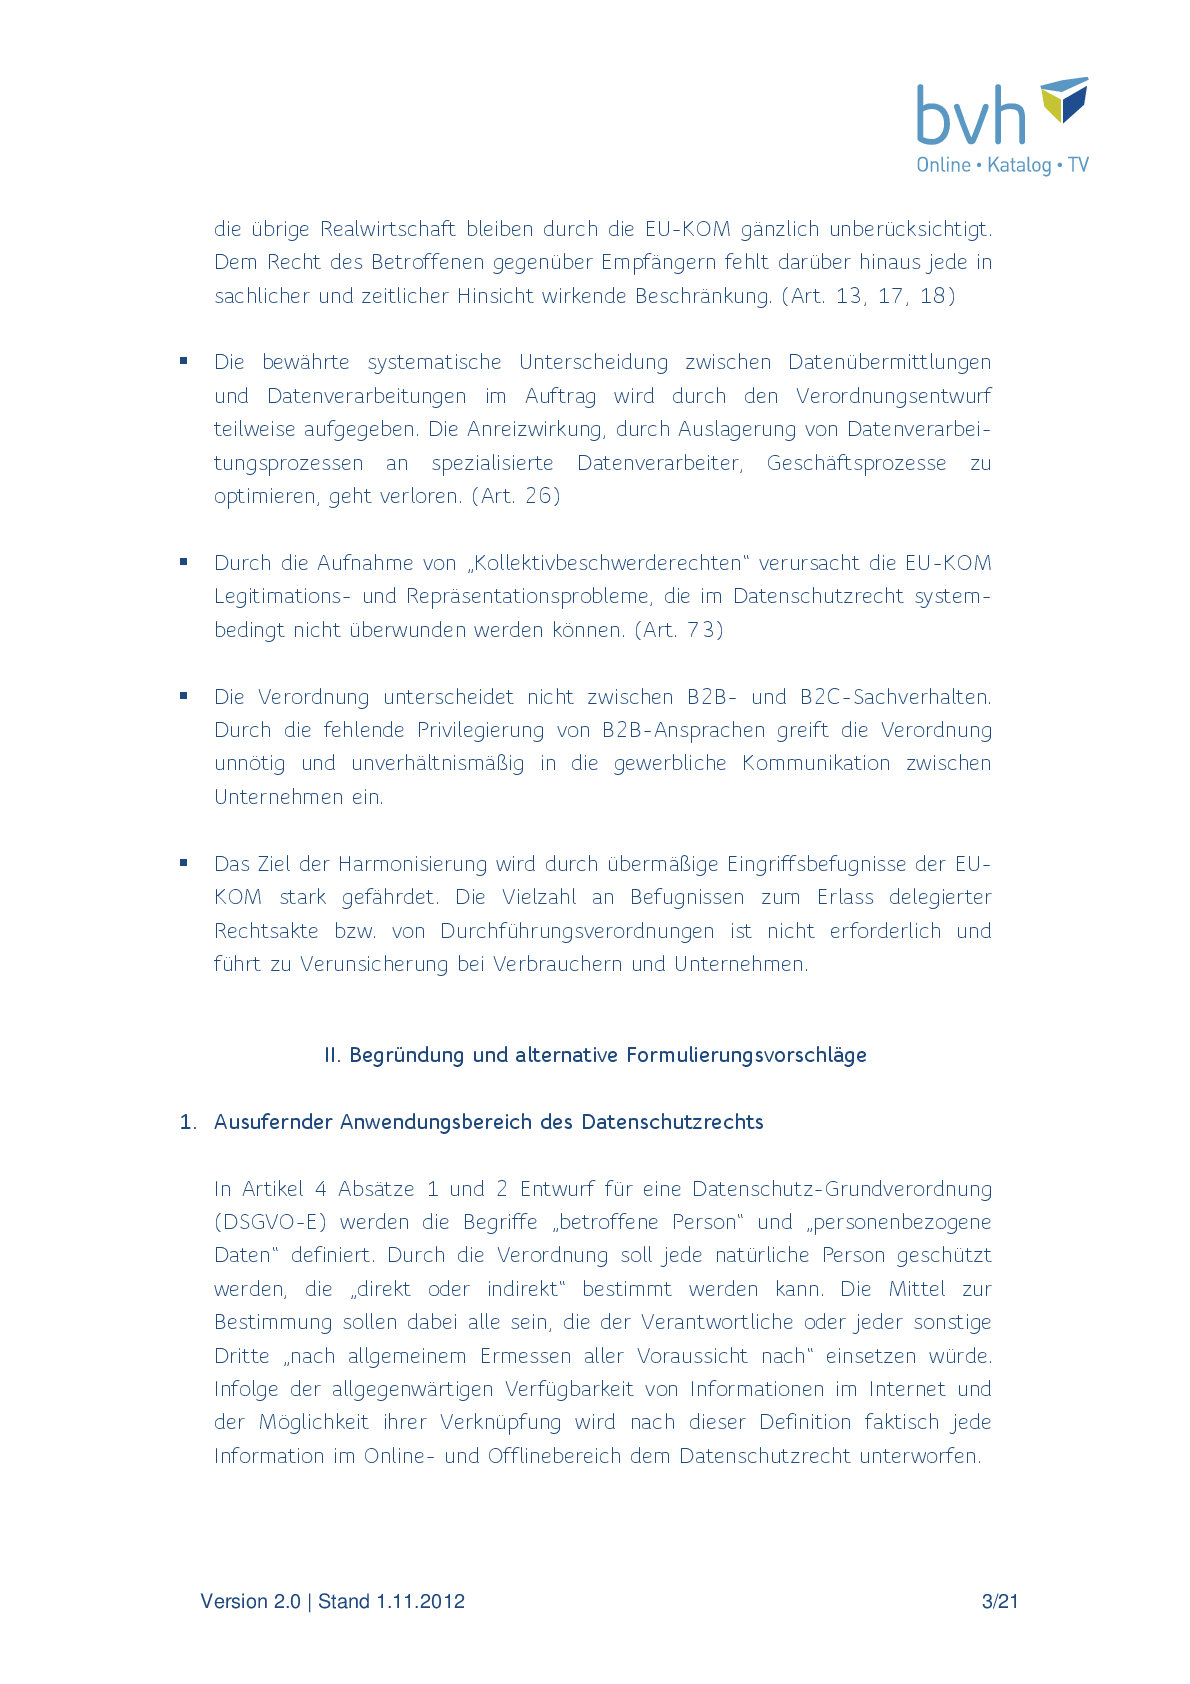 bvh
Online • Katalog • TV
die übrige Realwirtschaft bleiben durch die EU-KOM gänzlich unberücksichtigt.
Dem Recht des Betroffenen gegenüber Empfängern fehlt darüber hinaus jede in
sachlicher und zeitlicher Hinsicht wirkende Beschränkung. (Art. 13, 17, 18)
▪ Die bewährte systematische Unterscheidung zwischen Datenübermittlungen
und Datenverarbeitungen im Auftrag wird durch den Verordnungsentwurf
teilweise aufgegeben. Die Anreizwirkung, durch Auslagerung von Datenverarbei-
tungsprozessen an spezialisierte Datenverarbeiter, Geschäftsprozesse zu
optimieren, geht verloren. (Art. 26)
▪ Durch die Aufnahme von „Kollektivbeschwerderechten“ verursacht die EU-KOM
Legitimations- und Repräsentationsprobleme, die im Datenschutzrecht system-
bedingt nicht überwunden werden können. (Art. 73)
▪ Die Verordnung unterscheidet nicht zwischen B2B- und B2C-Sachverhalten.
Durch die fehlende Privilegierung von B2B-Ansprachen greift die Verordnung
unnötig und unverhältnismäßig in die gewerbliche Kommunikation zwischen
Unternehmen ein.
▪ Das Ziel der Harmonisierung wird durch übermäßige Eingriffsbefugnisse der EU-
KOM stark gefährdet. Die Vielzahl an Befugnissen zum Erlass delegierter
Rechtsakte bzw. von Durchführungsverordnungen ist nicht erforderlich und
führt zu Verunsicherung bei Verbrauchern und Unternehmen.
II. Begründung und alternative Formulierungsvorschläge
1. Ausufernder Anwendungsbereich des Datenschutzrechts
In Artikel 4 Absätze 1 und 2 Entwurf für eine Datenschutz-Grundverordnung
(DSGVO-E) werden die Begriffe „betroffene Person“ und „personenbezogene
Daten“ definiert. Durch die Verordnung soll jede natürliche Person geschützt
werden, die „direkt oder indirekt“ bestimmt werden kann. Die Mittel zur
Bestimmung sollen dabei alle sein, die der Verantwortliche oder jeder sonstige
Dritte „nach allgemeinem Ermessen aller Voraussicht nach“ einsetzen würde.
Infolge der allgegenwärtigen Verfügbarkeit von Informationen im Internet und
der Möglichkeit ihrer Verknüpfung wird nach dieser Definition faktisch jede
Information im Online- und Offlinebereich dem Datenschutzrecht unterworfen.
Version 2.0 | Stand 1.11.2012 3/21